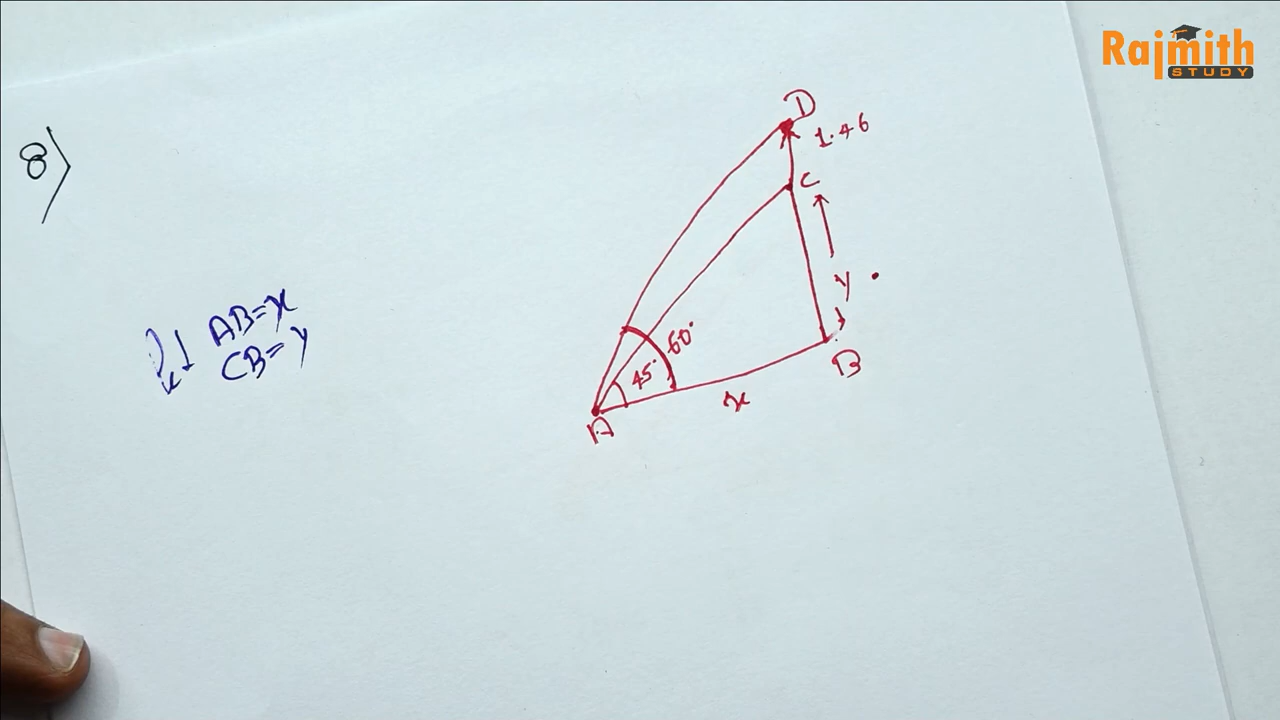 Rajmith
STUDY
8)
D
1.46
C
Let AB=x
CB=y
y
60°
45°
B
x
A